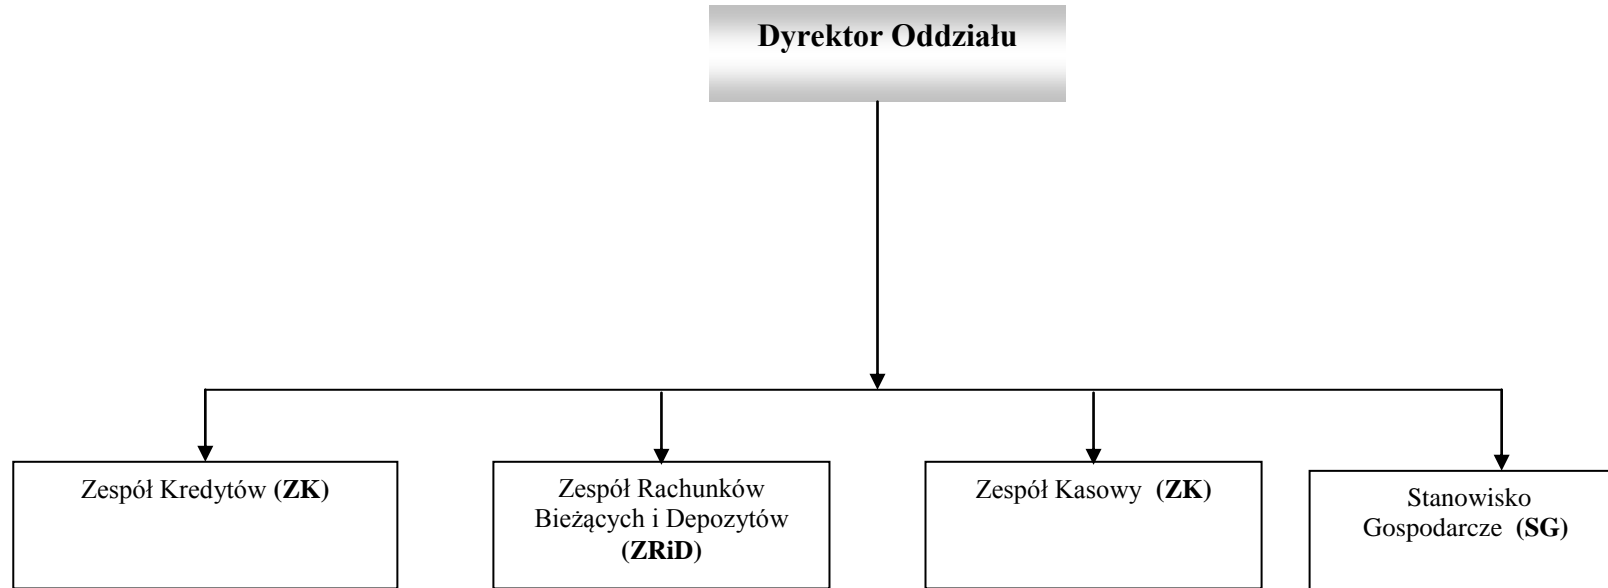 Dyrektor Oddziału
Zespół Kredytów (ZK)
Zespół Rachunków
Bieżących i Depozytów
(ZRiD)
Zespół Kasowy (ZK)
Stanowisko
Gospodarcze (SG)